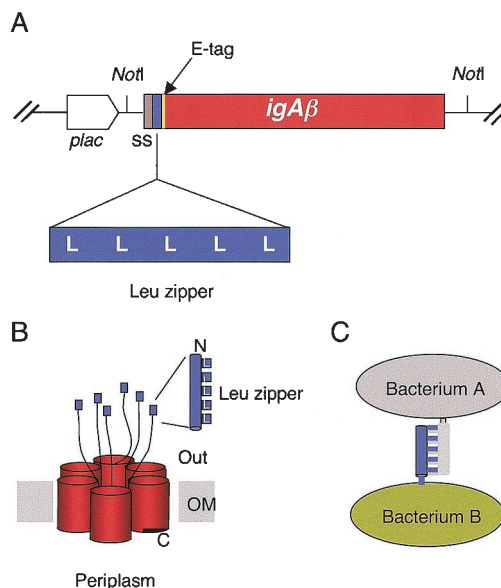 A
E-tag
NotI
NotI
igAβ
plac
ss
L L L L L
Leu zipper
B
N
Leu zipper
Out
OM
C
Periplasm
C
Bacterium A
Bacterium B